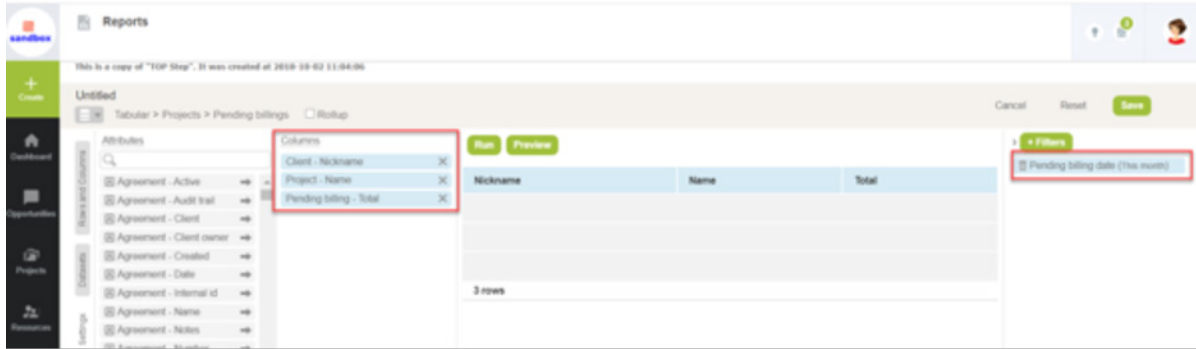 sandbox
Reports
This is a copy of "TOP Step". It was created at 2018-10-02 11:04:06
Create
Untitled
Tabular > Projects > Pending billings Rollup
Cancel Reset Save
Dashboard
Opportunities
Projects
Resources
Rows and Columns
Datasets
Settings
Attributes
Agreement - Active
Agreement - Audit trail
Agreement - Client
Agreement - Client owner
Agreement - Created
Agreement - Date
Agreement - Internal id
Agreement - Name
Agreement - Notes
Agreement - Number
Columns
Client - Nickname
Project - Name
Pending billing - Total
Run Preview
Nickname Name Total
3 rows
+ Filters
Pending billing date (This month)